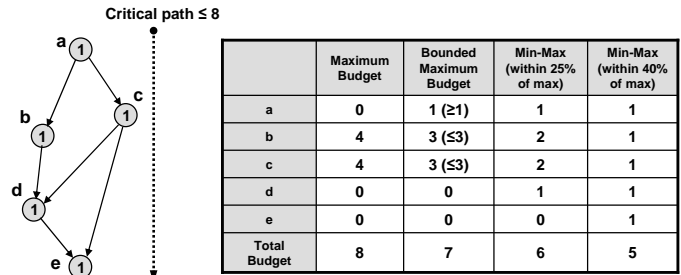 Critical path ≤ 8
a
1
c
1
b
1
d
1
e
1
Maximum Budget
Bounded Maximum Budget
Min-Max (within 25% of max)
Min-Max (within 40% of max)
a 0 1 (≥1) 1 1
b 4 3 (≤3) 2 1
c 4 3 (≤3) 2 1
d 0 0 1 1
e 0 0 0 1
Total Budget 8 7 6 5